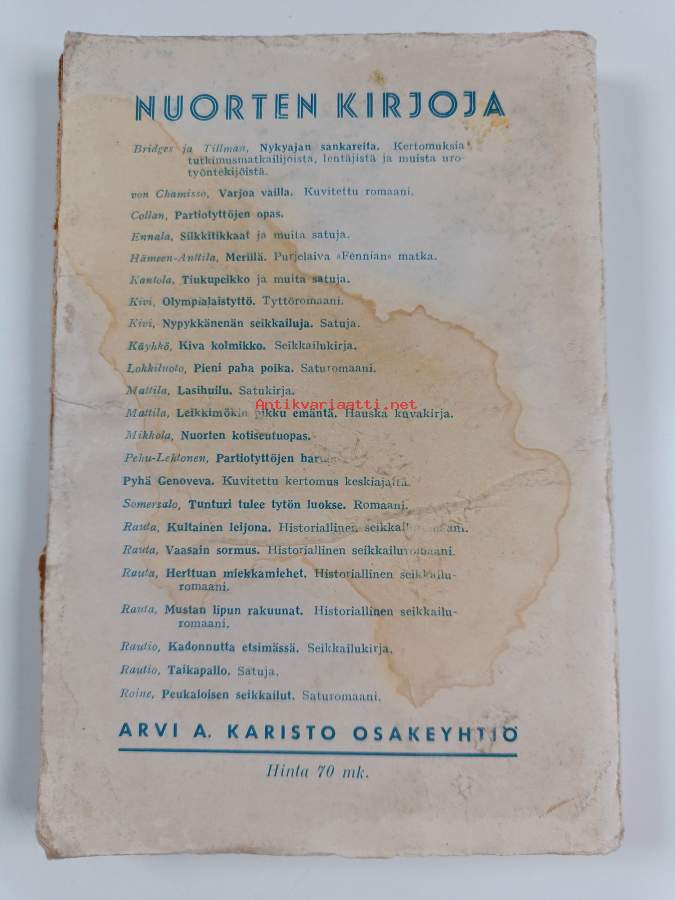 NUORTEN KIRJOJA
Bridges ja Tillman, Nykyajan sankareita. Kertomuksia
tutkimusmatkailijoista, lentäjistä ja muista uro-
työntekijöistä.
von Chamisso, Varjoa vailla. Kuvitettu romaani.
Collan, Partiotyttöjen opas.
Ennala, Silkkitikkaat ja muita satuja.
Hämeen-Anttila, Merillä. Purjelaiva »Fennian» matka.
Kantola, Tiukupeikko ja muita satuja.
Kivi, Olympialaistyttö. Tyttöromaani.
Kivi, Nypykkänenän seikkailuja. Satuja.
Käyhkö, Kiva kolmikko. Seikkailukirja.
Lohkiluoto, Pieni paha poika. Saturomaani.
Mattila, Lasihuilu. Satukirja.
Antikvariaatti.net
Mattila, Leikkimökin pikku emäntä. Hauska kuvakirja.
Mikkola, Nuorten kotiseutuopas.
Pehu-Lehtonen, Partiotyttöjen
Pyhä Genoveva. Kuvitettu kertomus keskiajalta.
Somersalo, Tunturi tulee tytön luokse. Romaani.
Rauta, Kultainen leijona. Historiallinen seikkailuromaani.
Rauta, Vaasain sormus. Historiallinen seikkailuromaani.
Rauta, Herttuan miekkamiehet. Historiallinen seikkailu-
romaani.
Rauta, Mustan lipun rakuunat. Historiallinen seikkailu-
romaani.
Rautio, Kadonnutta etsimässä. Seikkailukirja.
Rautio, Taikapallo. Satuja.
Roine, Peukaloisen seikkailut. Saturomaani.
ARVI A. KARISTO OSAKEYHTIÖ
Hinta 70 mk.